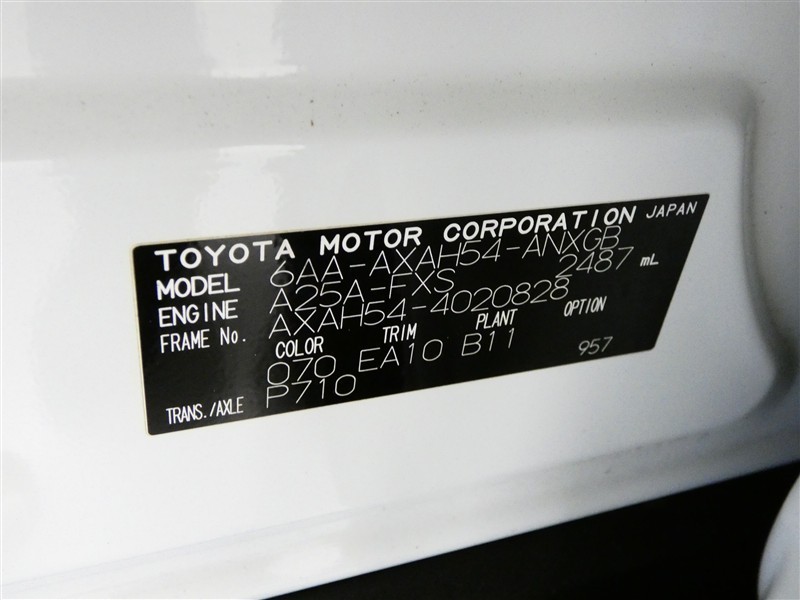 TOYOTA MOTOR CORPORATION JAPAN
MODEL 6AA-AXAH54-ANXGB
ENGINE A25A-FXS 2487 mL
FRAME No. AXAH54-4020828
COLOR TRIM PLANT OPTION
070 EA10 B11 957
TRANS./AXLE P710